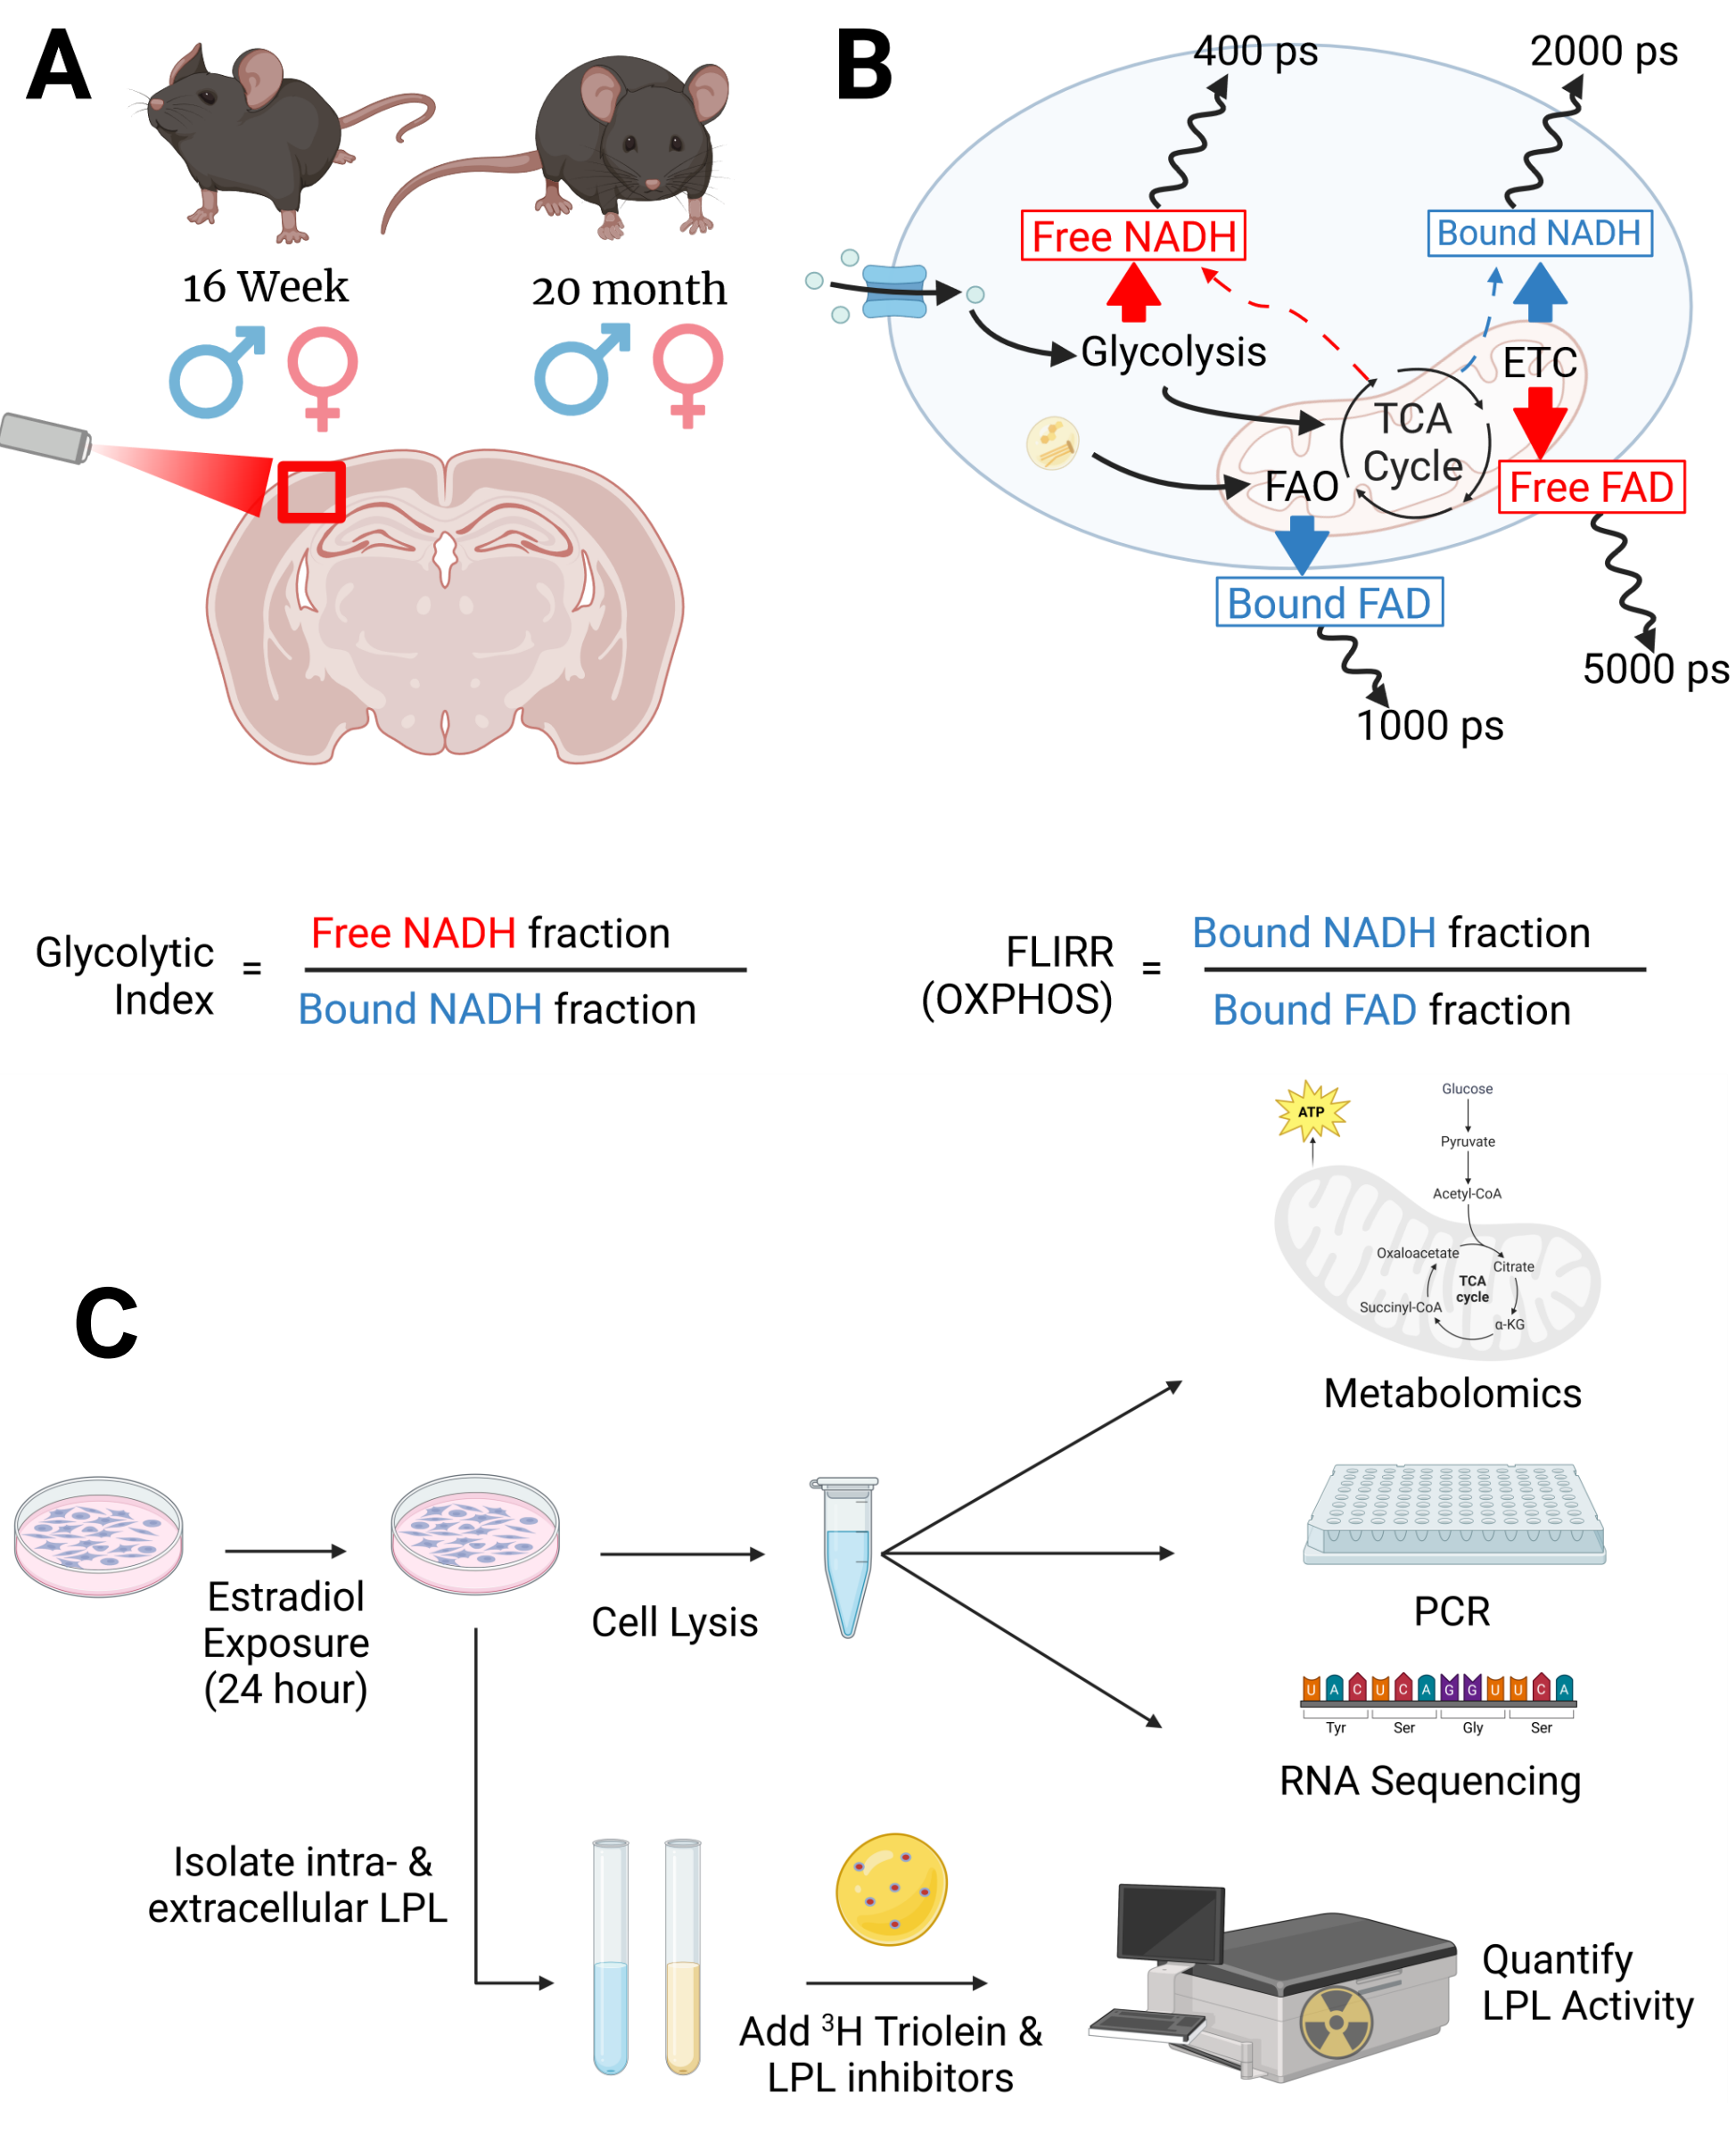 A
16 Week
20 month
B
400 ps
2000 ps
Free NADH
Bound NADH
Glycolysis
ETC
TCA
Cycle
FAO
Free FAD
Bound FAD
5000 ps
1000 ps
Glycolytic
Index
=
Free NADH fraction
Bound NADH fraction
FLIRR
(OXPHOS)
=
Bound NADH fraction
Bound FAD fraction
C
ATP
Glucose
Pyruvate
Acetyl-CoA
Oxaloacetate
Citrate
TCA
cycle
Succinyl-CoA
α-KG
Metabolomics
Estradiol
Exposure
(24 hour)
Cell Lysis
PCR
U A C U C A G G U U C A
Tyr Ser Gly Ser
RNA Sequencing
Isolate intra- &
extracellular LPL
Add ³H Triolein &
LPL inhibitors
Quantify
LPL Activity